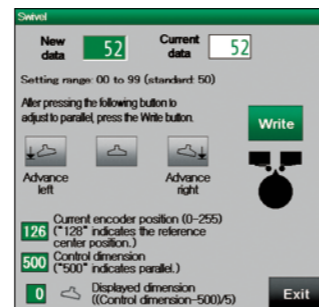 Swivel
New data 52 Current data 52
Setting range: 00 to 99 (standard: 50)
After pressing the following button to
adjust to parallel, press the Write button.
Write
Advance left
Advance right
126 Current encoder position (0-255)
("128" indicates the reference
center position.)
500 Control dimension
("500" indicates parallel.)
0 Displayed dimension
((Control dimension-500)/5)
Exit